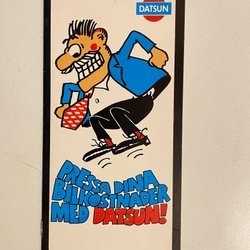 DATSUN
PRESSA DINA
BILKOSTNADER
MED DATSUN!